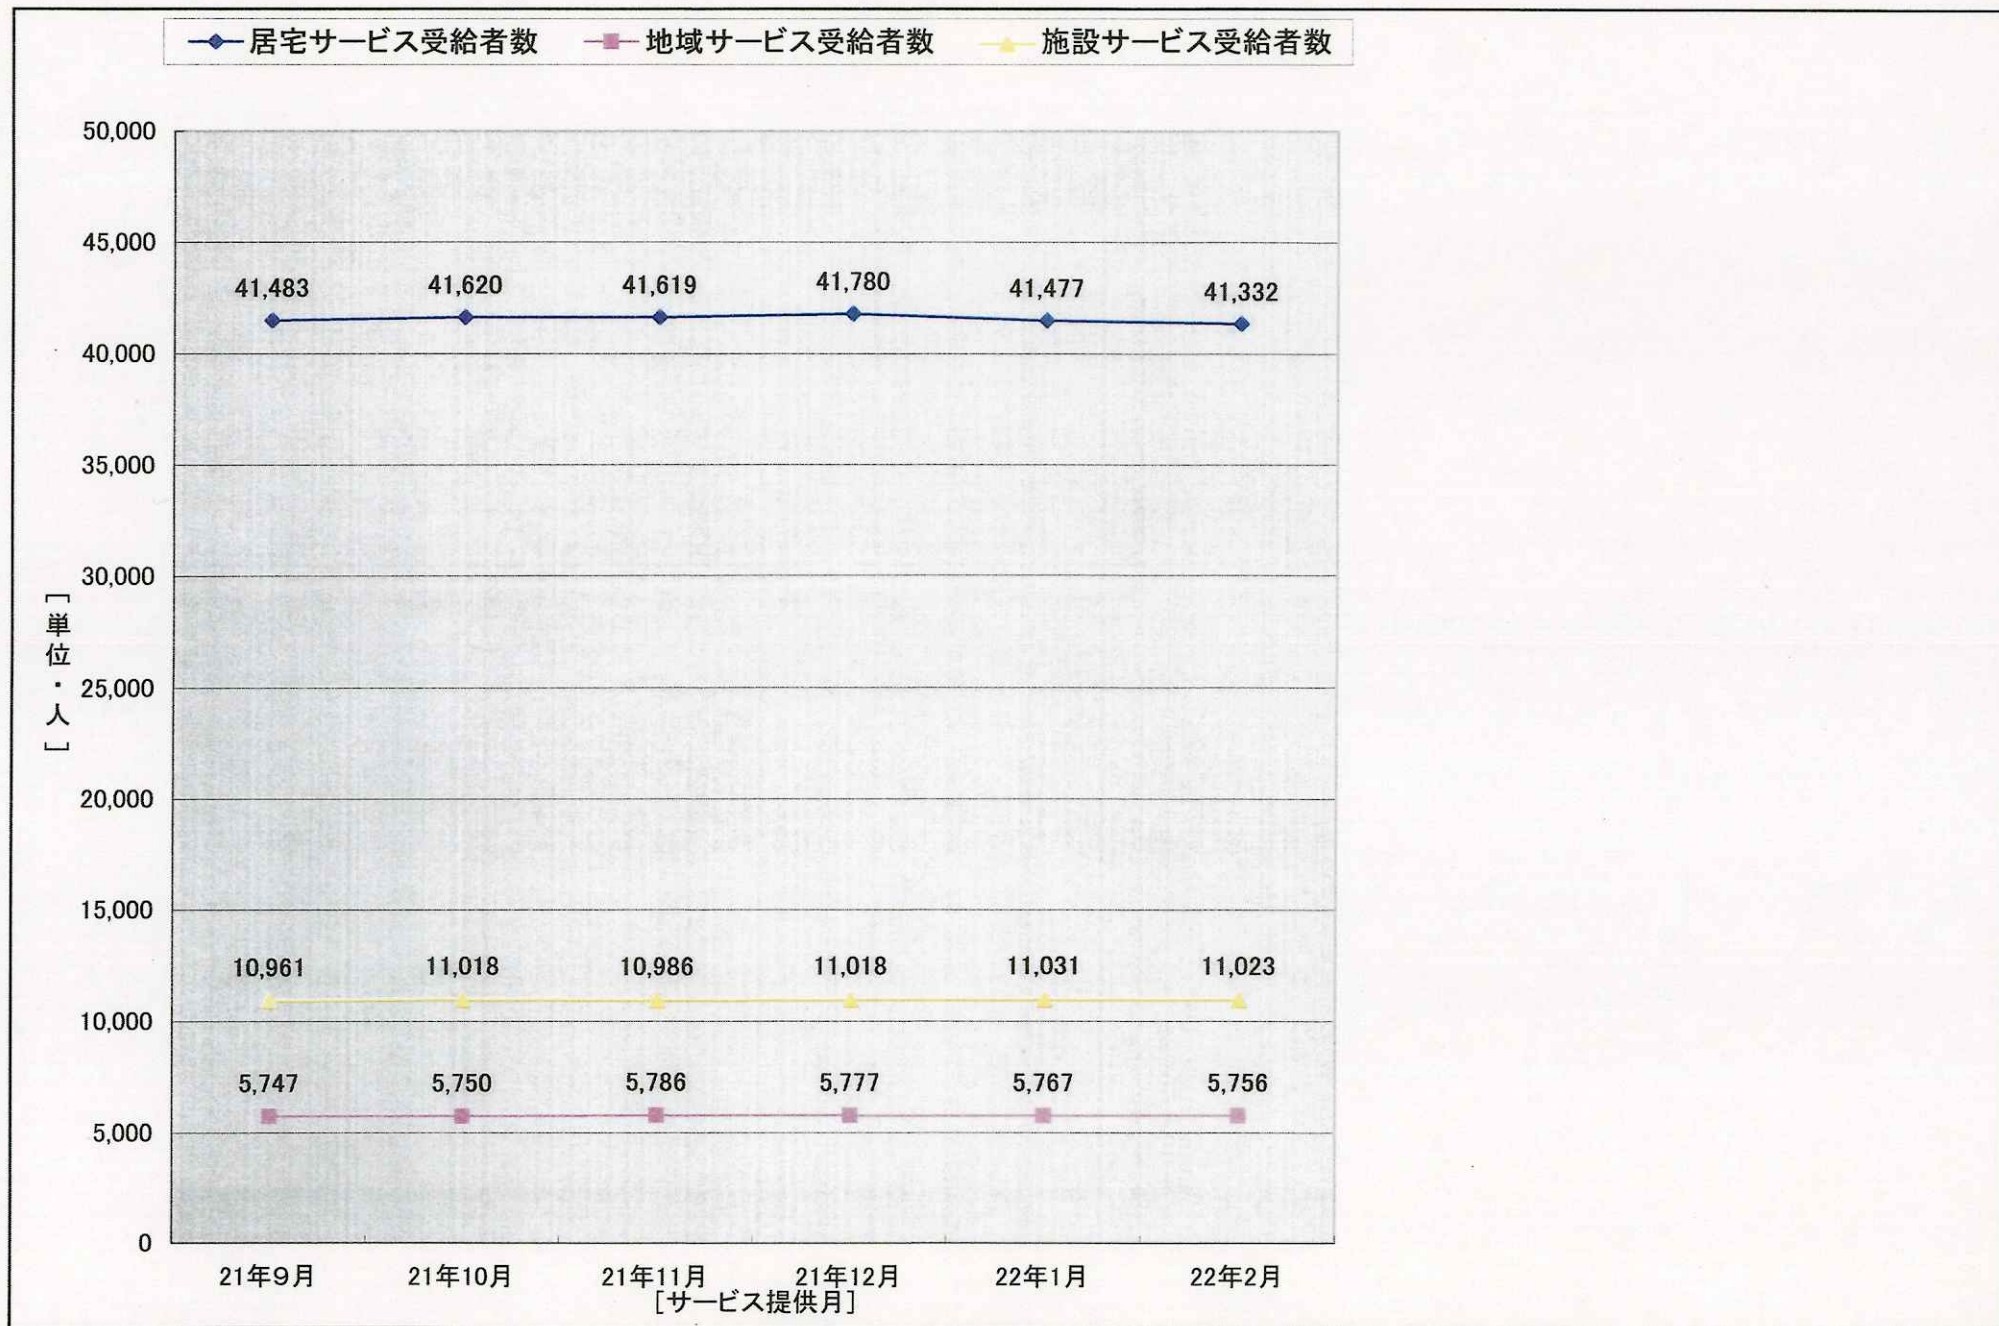 居宅サービス受給者数 地域サービス受給者数 施設サービス受給者数
50,000
45,000
41,483 41,620 41,619 41,780 41,477 41,332
40,000
35,000
30,000
[単位・人]
25,000
20,000
15,000
10,961 11,018 10,986 11,018 11,031 11,023
10,000
5,747 5,750 5,786 5,777 5,767 5,756
5,000
0
21年9月 21年10月 21年11月 21年12月 22年1月 22年2月
[サービス提供月]